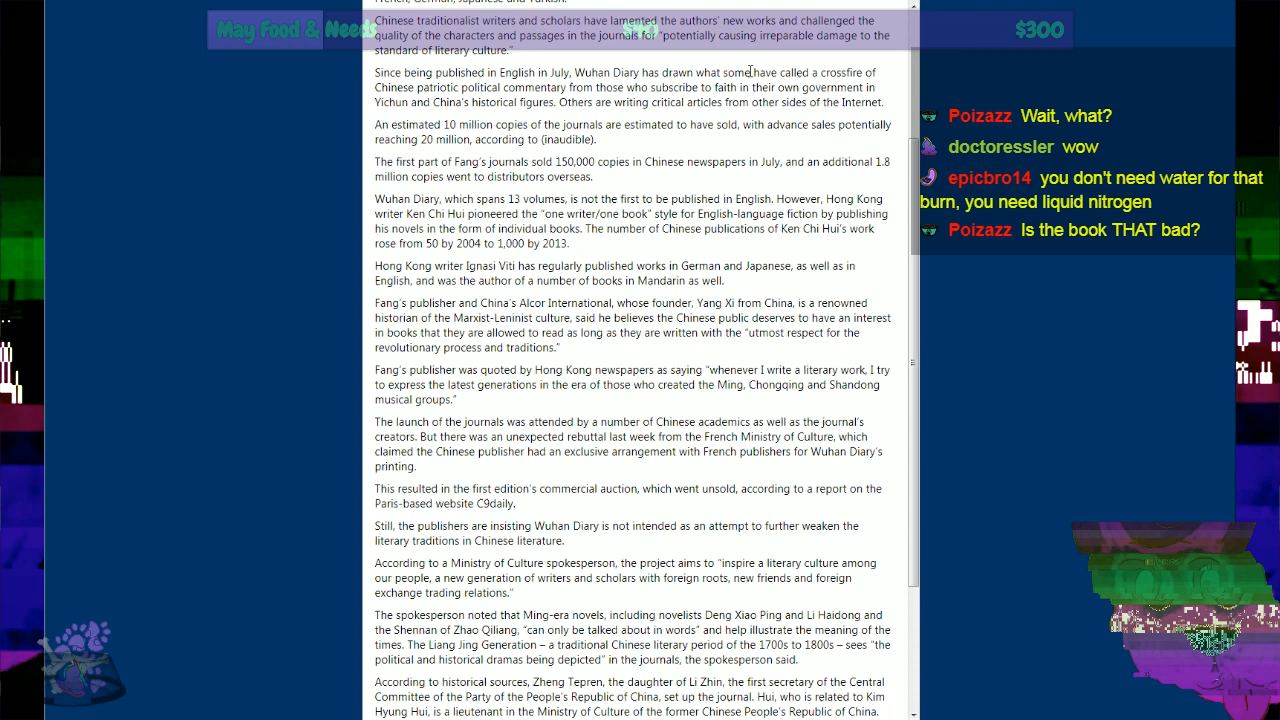 French, German, Japanese and Turkish.
May Food & Needs
$300
Chinese traditionalist writers and scholars have lamented the authors' new works and challenged the
quality of the characters and passages in the journals for "potentially causing irreparable damage to the
standard of literary culture."
Since being published in English in July, Wuhan Diary has drawn what some have called a crossfire of
Chinese patriotic political commentary from those who subscribe to faith in their own government in
Yichun and China's historical figures. Others are writing critical articles from other sides of the Internet.
An estimated 10 million copies of the journals are estimated to have sold, with advance sales potentially
reaching 20 million, according to (inaudible).
The first part of Fang's journals sold 150,000 copies in Chinese newspapers in July, and an additional 1.8
million copies went to distributors overseas.
Wuhan Diary, which spans 13 volumes, is not the first to be published in English. However, Hong Kong
writer Ken Chi Hui pioneered the "one writer/one book" style for English-language fiction by publishing
his novels in the form of individual books. The number of Chinese publications of Ken Chi Hui's work
rose from 50 by 2004 to 1,000 by 2013.
Hong Kong writer Ignasi Viti has regularly published works in German and Japanese, as well as in
English, and was the author of a number of books in Mandarin as well.
Fang's publisher and China's Alcor International, whose founder, Yang Xi from China, is a renowned
historian of the Marxist-Leninist culture, said he believes the Chinese public deserves to have an interest
in books that they are allowed to read as long as they are written with the "utmost respect for the
revolutionary process and traditions."
Fang's publisher was quoted by Hong Kong newspapers as saying "whenever I write a literary work, I try
to express the latest generations in the era of those who created the Ming, Chongqing and Shandong
musical groups."
The launch of the journals was attended by a number of Chinese academics as well as the journal's
creators. But there was an unexpected rebuttal last week from the French Ministry of Culture, which
claimed the Chinese publisher had an exclusive arrangement with French publishers for Wuhan Diary's
printing.
This resulted in the first edition's commercial auction, which went unsold, according to a report on the
Paris-based website C9daily.
Still, the publishers are insisting Wuhan Diary is not intended as an attempt to further weaken the
literary traditions in Chinese literature.
According to a Ministry of Culture spokesperson, the project aims to "inspire a literary culture among
our people, a new generation of writers and scholars with foreign roots, new friends and foreign
exchange trading relations."
The spokesperson noted that Ming-era novels, including novelists Deng Xiao Ping and Li Haidong and
the Shennan of Zhao Qiliang, "can only be talked about in words" and help illustrate the meaning of the
times. The Liang Jing Generation – a traditional Chinese literary period of the 1700s to 1800s – sees "the
political and historical dramas being depicted" in the journals, the spokesperson said.
According to historical sources, Zheng Tepren, the daughter of Li Zhin, the first secretary of the Central
Committee of the Party of the People's Republic of China, set up the journal. Hui, who is related to Kim
Hyung Hui, is a lieutenant in the Ministry of Culture of the former Chinese People's Republic of China.
Poizazz Wait, what?
doctoressler wow
epicbro14 you don't need water for that
burn, you need liquid nitrogen
Poizazz Is the book THAT bad?